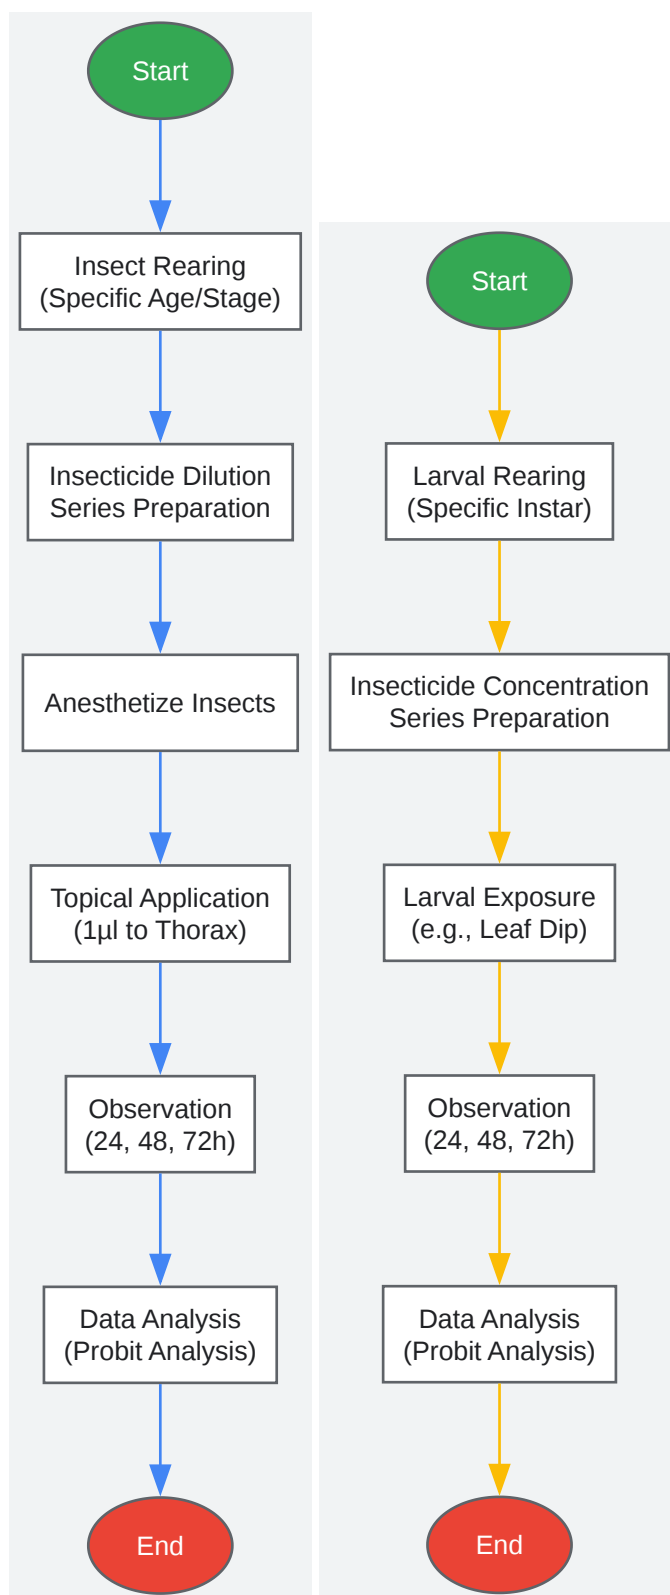 Start
Insect Rearing
(Specific Age/Stage)
Insecticide Dilution
Series Preparation
Anesthetize Insects
Topical Application
(1µl to Thorax)
Observation
(24, 48, 72h)
Data Analysis
(Probit Analysis)
End
Start
Larval Rearing
(Specific Instar)
Insecticide Concentration
Series Preparation
Larval Exposure
(e.g., Leaf Dip)
Observation
(24, 48, 72h)
Data Analysis
(Probit Analysis)
End